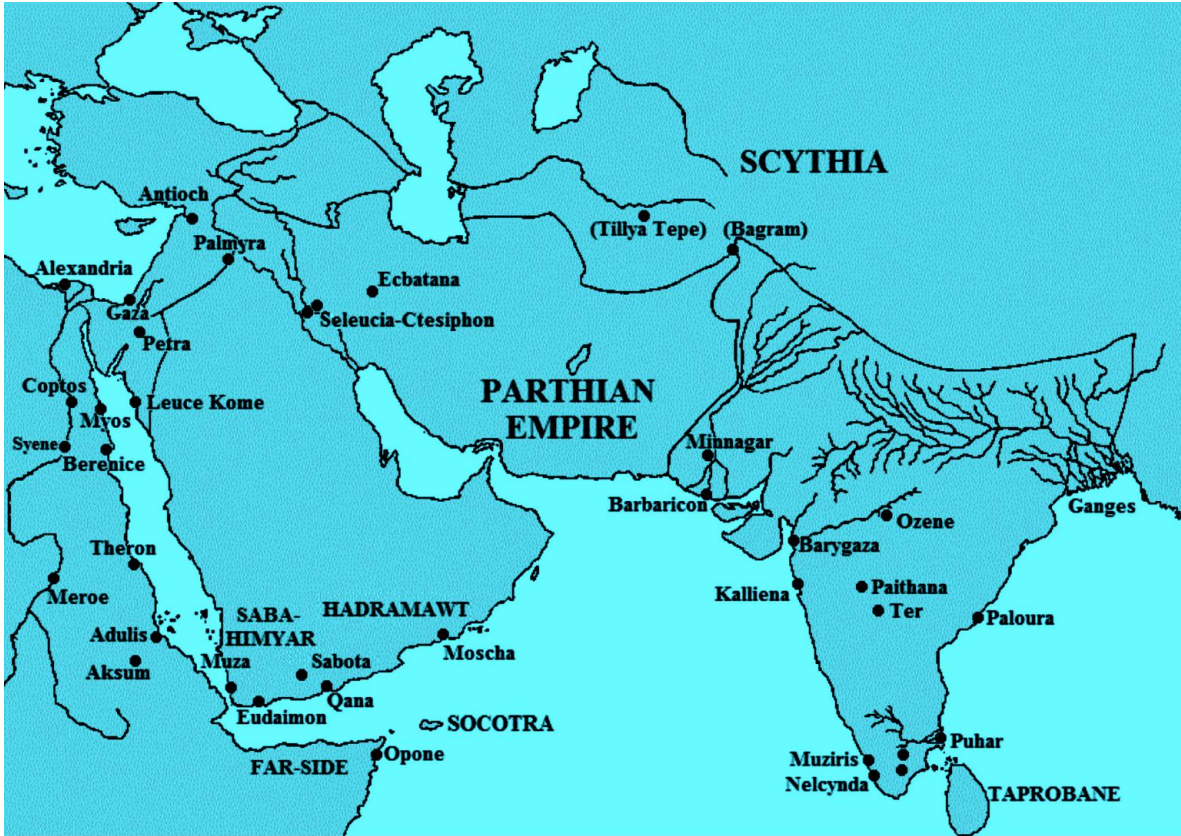 SCYTHIA
Antioch
(Tillya Tepe)
(Bagram)
Palmyra
Alexandria
Ecbatana
Gaza
Seleucia-Ctesiphon
Petra
PARTHIAN
EMPIRE
Coptos
Leuce Kome
Myos
Syene
Berenice
Minnagar
Barbaricon
Ganges
Ozene
Barygaza
Theron
Meroe
Kalliena
Paithana
Ter
SABA-
HIMYAR
HADRAMAWT
Paloura
Adulis
Moscha
Aksum
Muza
Sabota
Qana
Eudaimon
SOCOTRA
Puhar
Opone
FAR-SIDE
Muziris
Nelcynda
TAPROBANE